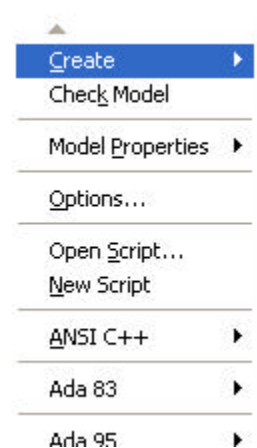 Create
Check Model
Model Properties
Options...
Open Script...
New Script
ANSI C++
Ada 83
Ada 95